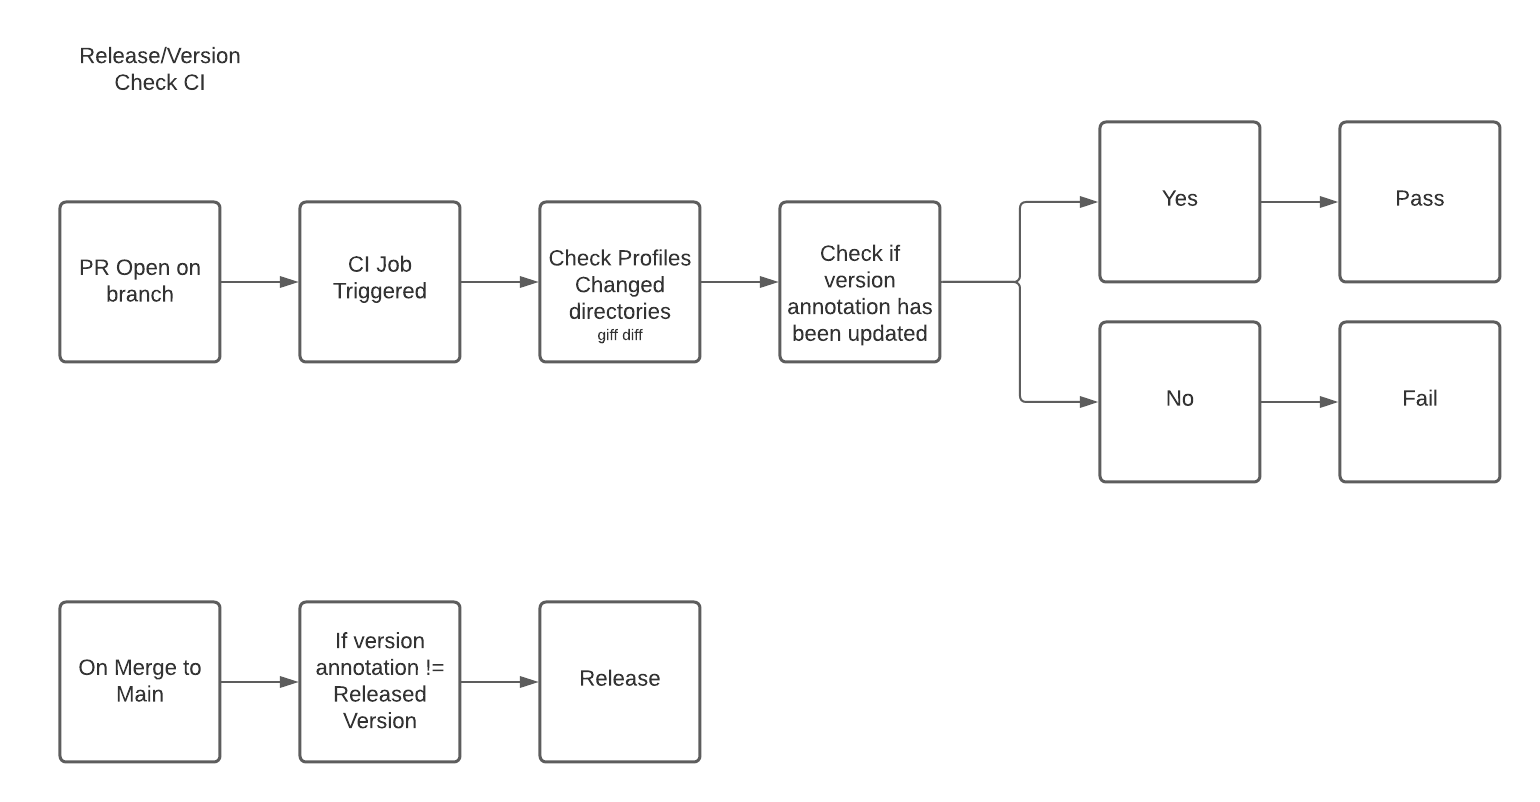 Release/Version
Check CI
PR Open on
branch
CI Job
Triggered
Check Profiles
Changed
directories
giff diff
Check if
version
annotation has
been updated
Yes
Pass
No
Fail
On Merge to
Main
If version
annotation !=
Released
Version
Release